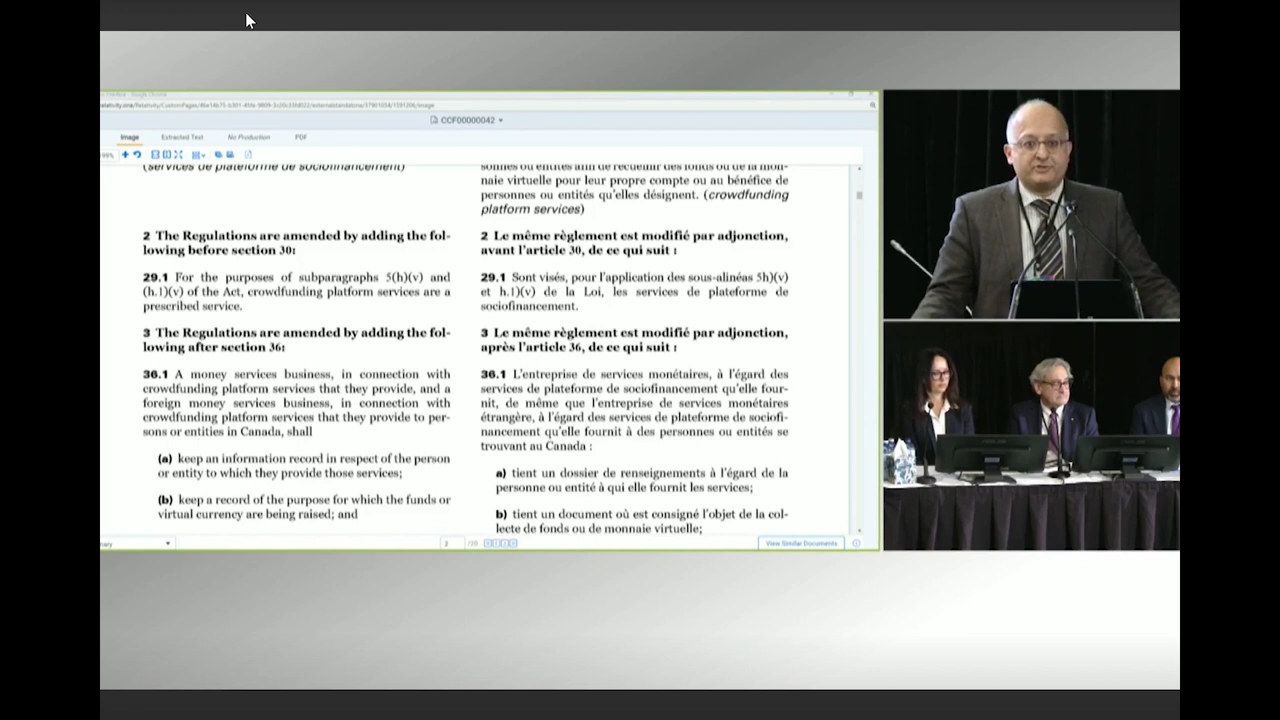 CCF00000042
Image Extracted Text No Production PDF
(services de plateforme de sociofinancement)
2 The Regulations are amended by adding the fol-
lowing before section 30:
29.1 For the purposes of subparagraphs 5(h)(v) and
(h.1)(v) of the Act, crowdfunding platform services are a
prescribed service.
3 The Regulations are amended by adding the fol-
lowing after section 36:
36.1 A money services business, in connection with
crowdfunding platform services that they provide, and a
foreign money services business, in connection with
crowdfunding platform services that they provide to per-
sons or entities in Canada, shall
(a) keep an information record in respect of the person
or entity to which they provide those services;
(b) keep a record of the purpose for which the funds or
virtual currency are being raised; and
sonnes ou entités afin de recueillir des fonds ou de la mon-
naie virtuelle pour leur propre compte ou au bénéfice de
personnes ou entités qu'elles désignent. (crowdfunding
platform services)
2 Le même règlement est modifié par adjonction,
avant l'article 30, de ce qui suit :
29.1 Sont visés, pour l'application des sous-alinéas 5h)(v)
et h.1)(v) de la Loi, les services de plateforme de
sociofinancement.
3 Le même règlement est modifié par adjonction,
après l'article 36, de ce qui suit :
36.1 L'entreprise de services monétaires, à l'égard des
services de plateforme de sociofinancement qu'elle four-
nit, de même que l'entreprise de services monétaires
étrangère, à l'égard des services de plateforme de sociofi-
nancement qu'elle fournit à des personnes ou entités se
trouvant au Canada :
a) tient un dossier de renseignements à l'égard de la
personne ou entité à qui elle fournit les services;
b) tient un document où est consigné l'objet de la col-
lecte de fonds ou de monnaie virtuelle;
2 /20
View Similar Documents